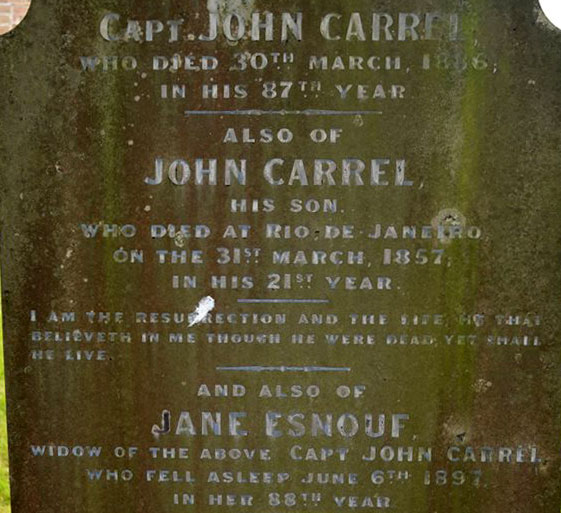 CAPT. JOHN CARREL
WHO DIED 30TH MARCH, 1886,
IN HIS 87TH YEAR
ALSO OF
JOHN CARREL,
HIS SON.
WHO DIED AT RIO DE JANEIRO
ON THE 31ST MARCH, 1857,
IN HIS 21ST YEAR.
I AM THE RESURRECTION AND THE LIFE, HE THAT
BELIEVETH IN ME THOUGH HE WERE DEAD, YET SHALL
HE LIVE.
AND ALSO OF
JANE ESNOUF,
WIDOW OF THE ABOVE CAPT JOHN CARREL
WHO FELL ASLEEP JUNE 6TH 1897,
IN HER 88TH YEAR.